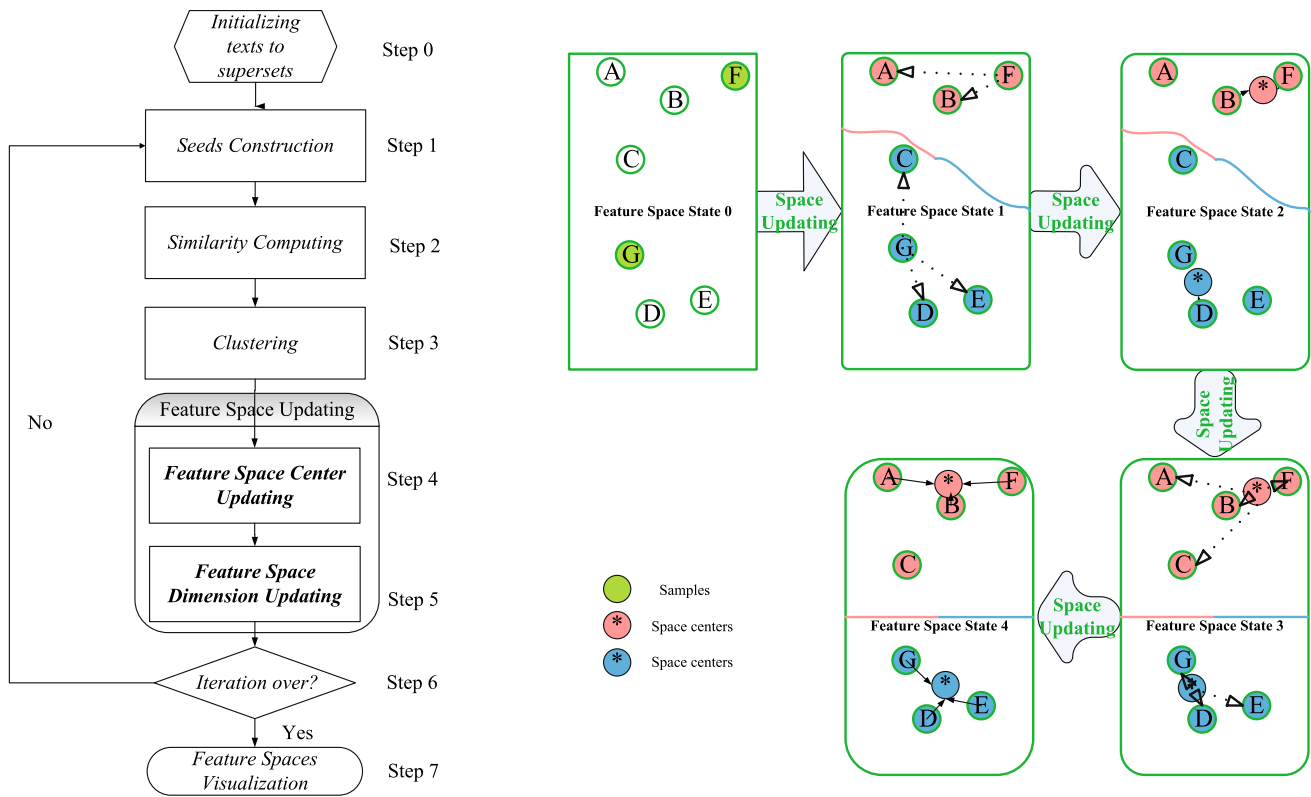 Initializing
texts to
supersets
Step 0
Seeds Construction
Step 1
Similarity Computing
Step 2
Clustering
Step 3
Feature Space Updating
Feature Space Center
Updating
Step 4
Feature Space
Dimension Updating
Step 5
No
Iteration over?
Step 6
Yes
Feature Spaces
Visualization
Step 7
A
F
B
C
Feature Space State 0
G
E
D
Space
Updating
A
F
B
C
Feature Space State 1
G
E
D
Space
Updating
A
F
*
B
C
Feature Space State 2
G
*
E
D
Space
Updating
A
F
*
B
C
Feature Space State 3
G
*
E
D
Space
Updating
A
*
F
B
C
Feature Space State 4
G
*
E
D
Samples
* Space centers
* Space centers